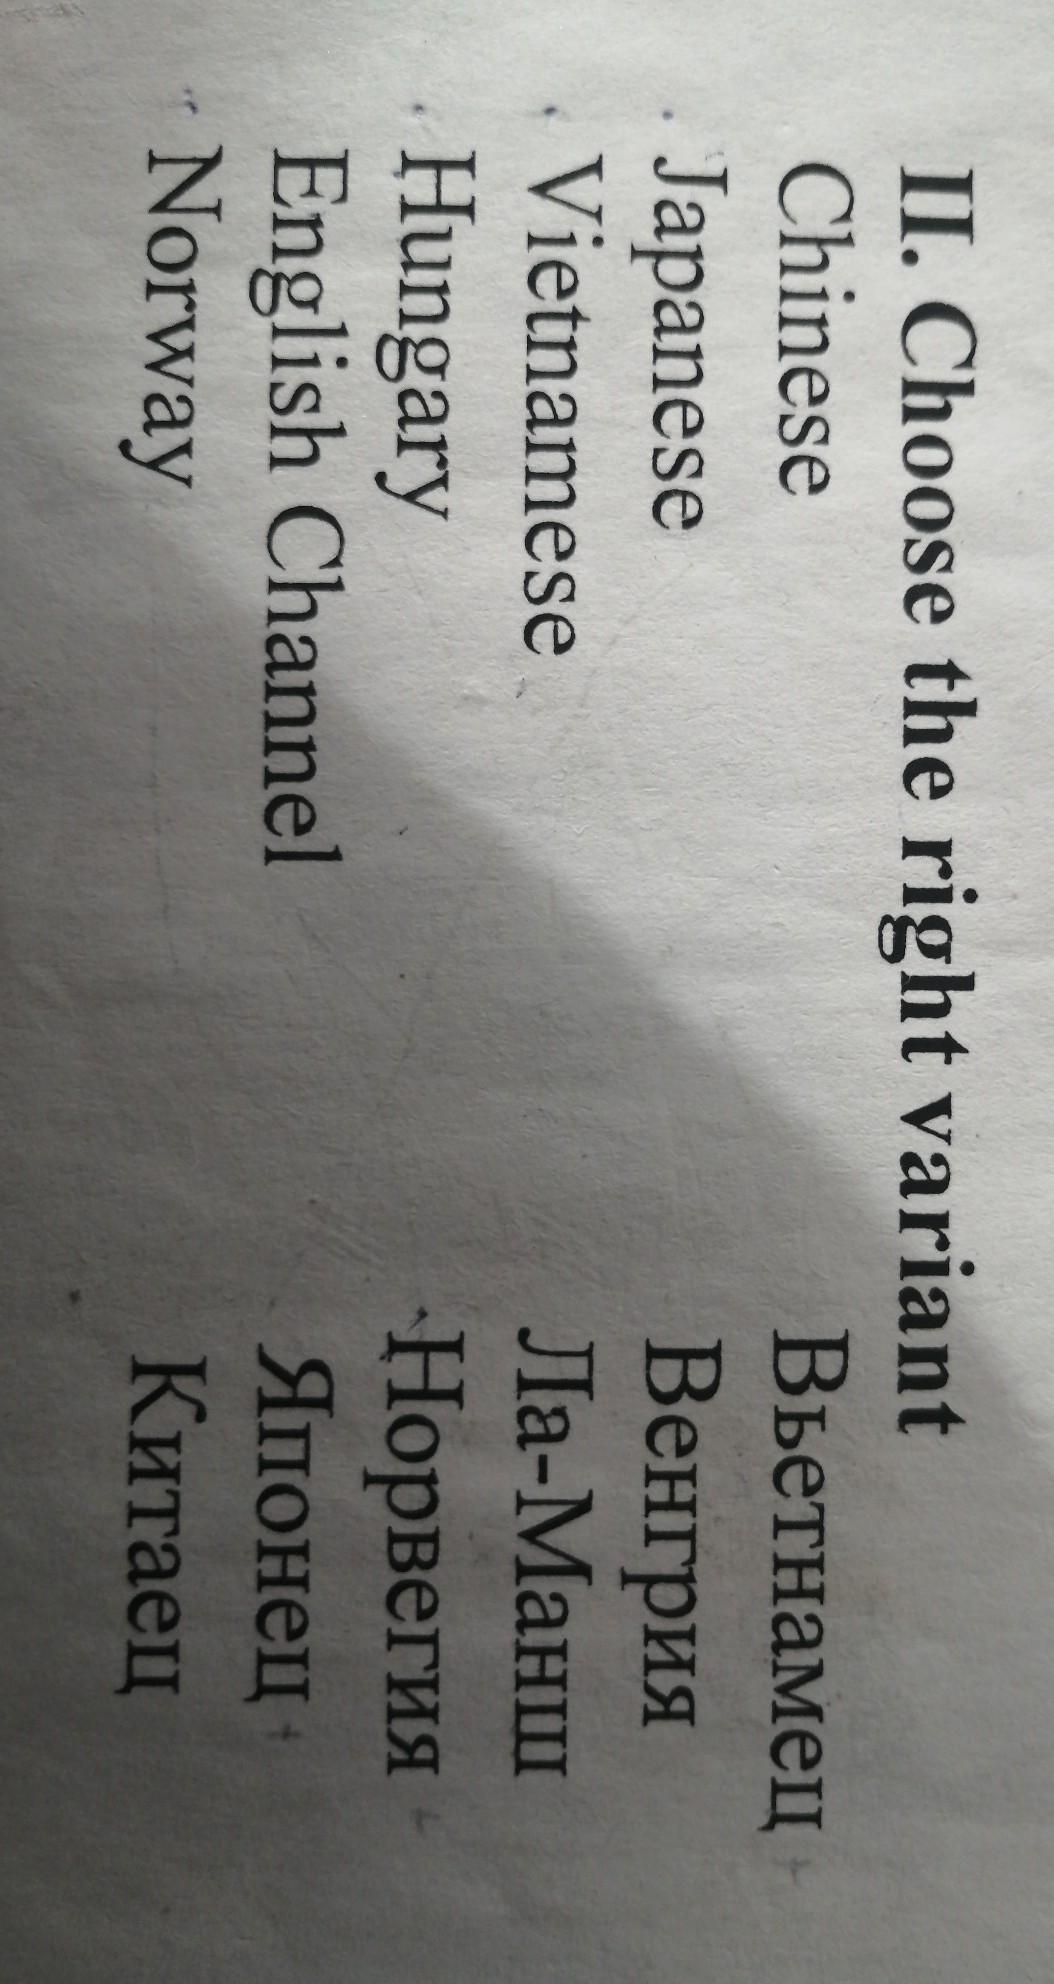 II. Choose the right variant
Chinese Вьетнамец
Japanese Венгрия
Vietnamese Ла-Манш
Hungary Норвегия
English Channel Японец
Norway Китаец